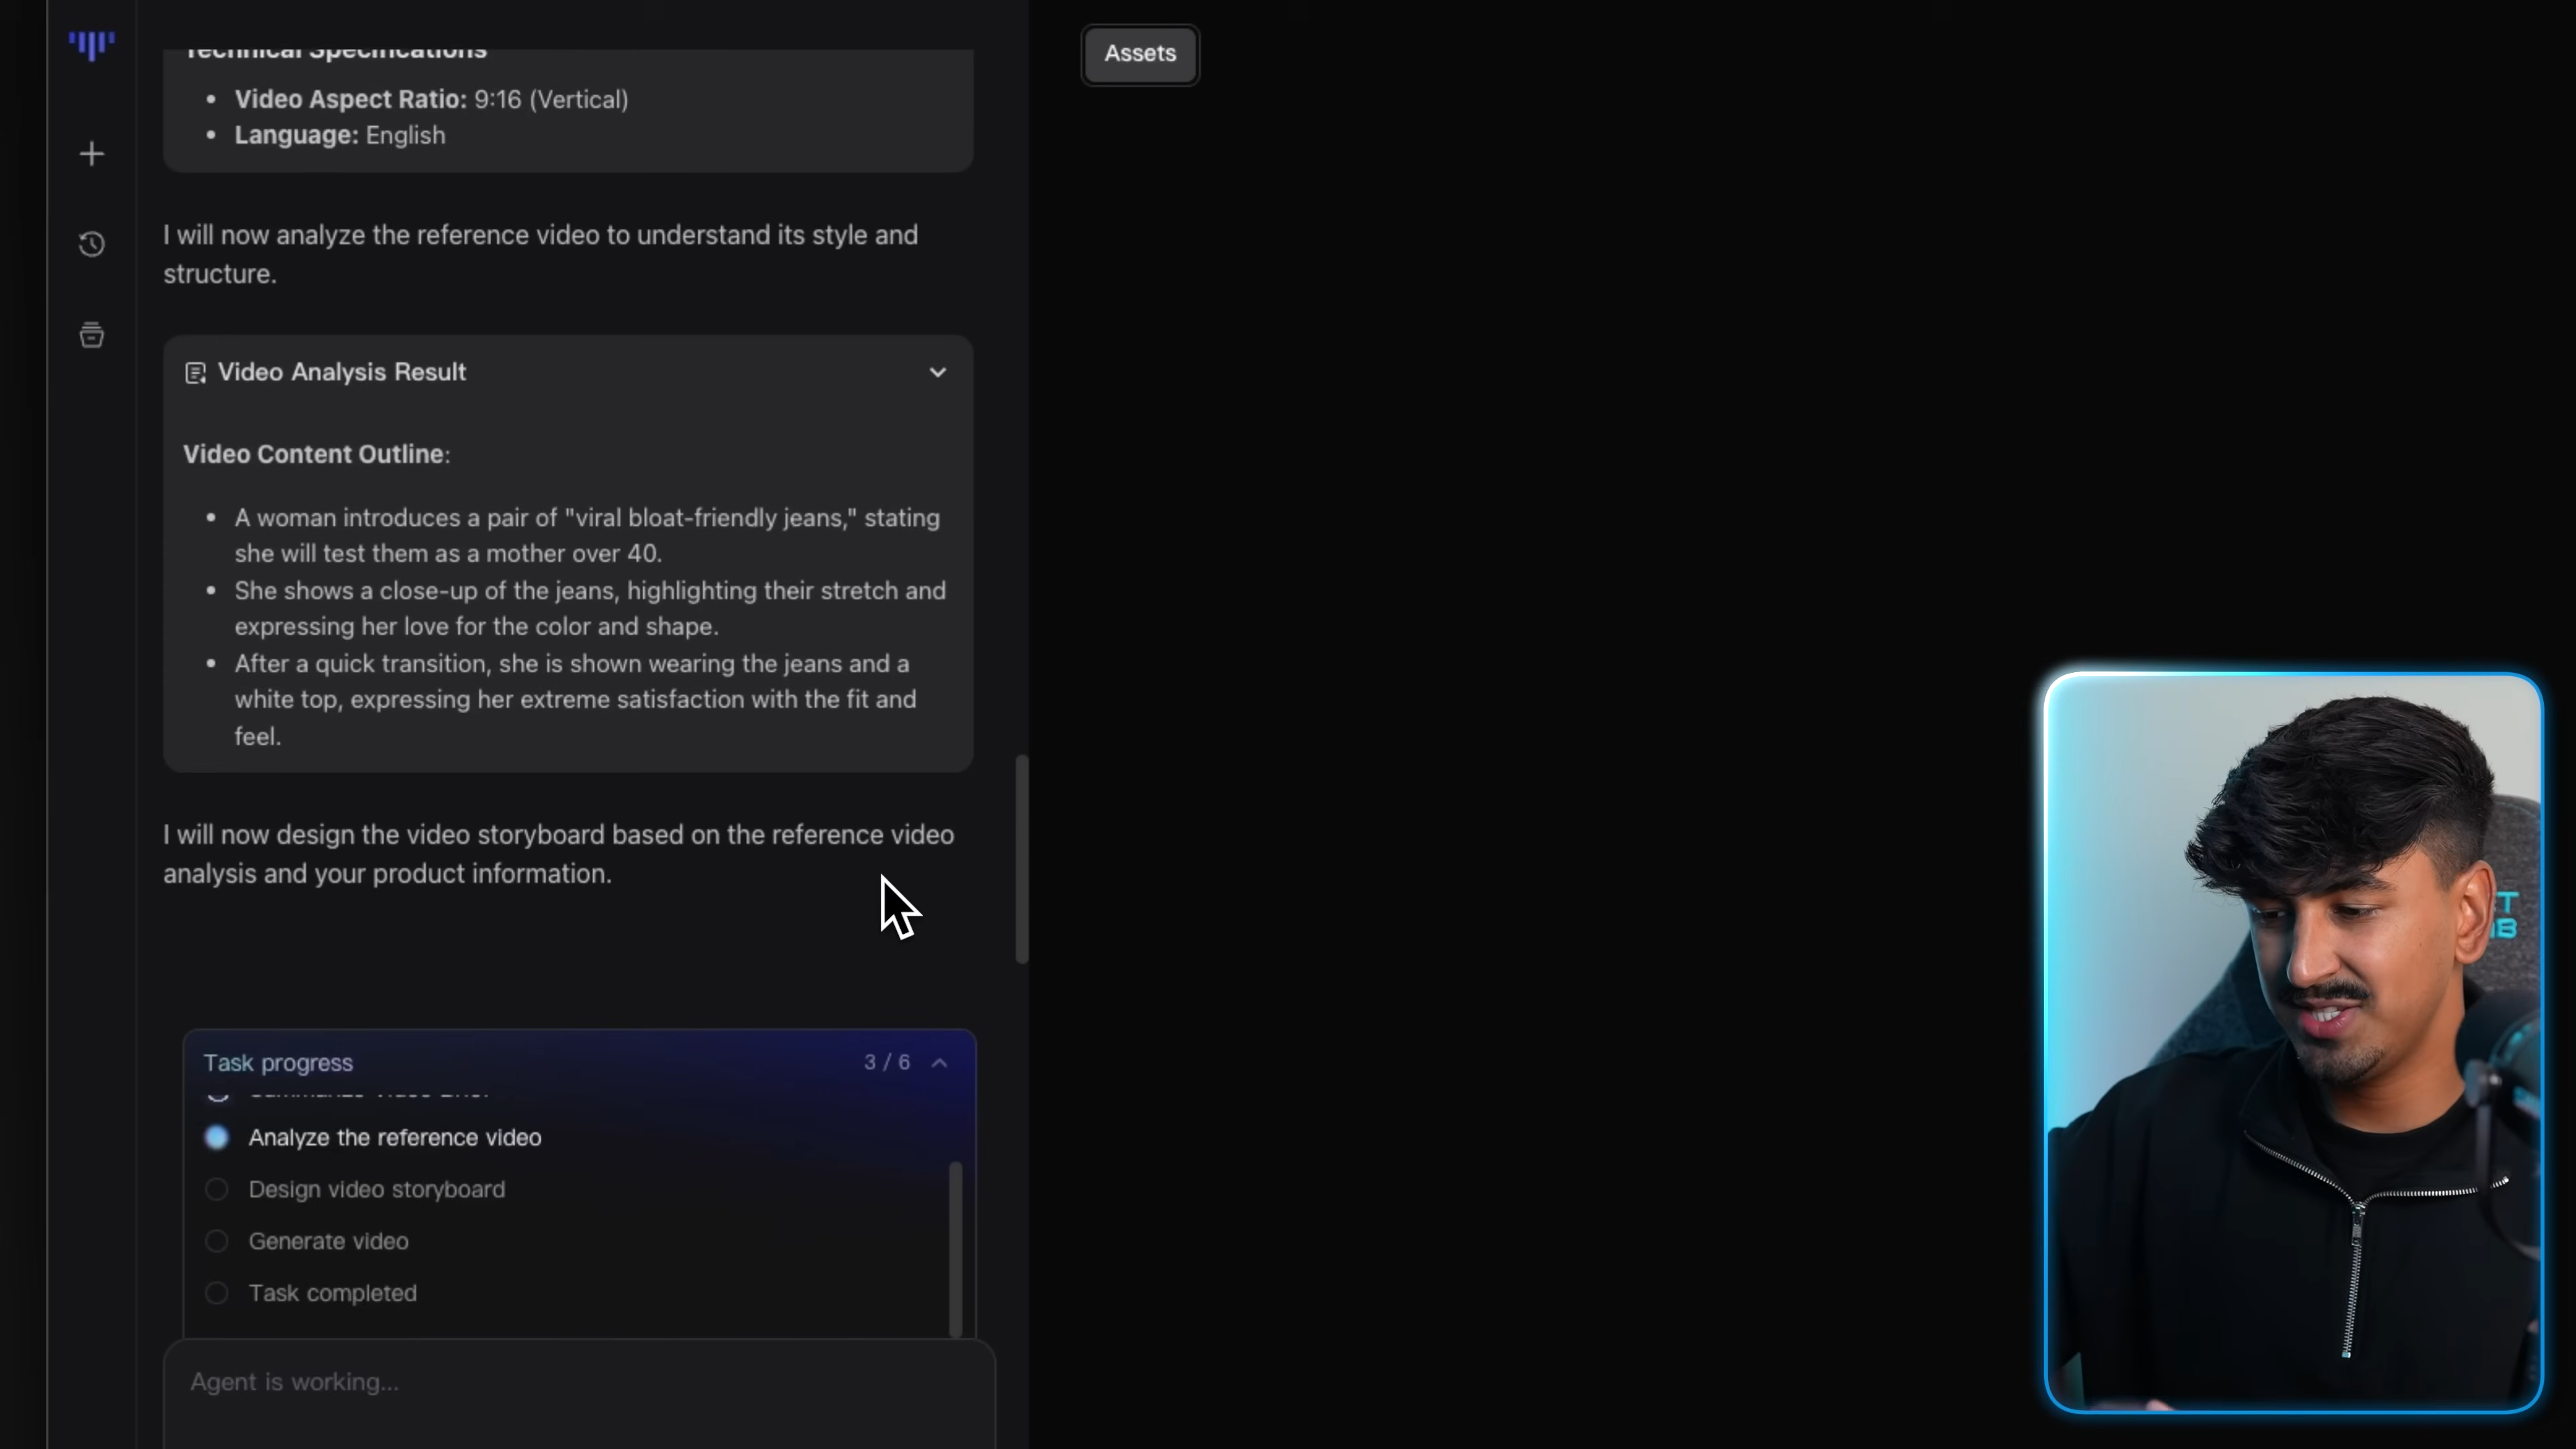 Technical Specifications
• Video Aspect Ratio: 9:16 (Vertical)
• Language: English
I will now analyze the reference video to understand its style and
structure.
Video Analysis Result
Video Content Outline:
• A woman introduces a pair of "viral bloat-friendly jeans," stating
she will test them as a mother over 40.
• She shows a close-up of the jeans, highlighting their stretch and
expressing her love for the color and shape.
• After a quick transition, she is shown wearing the jeans and a
white top, expressing her extreme satisfaction with the fit and
feel.
I will now design the video storyboard based on the reference video
analysis and your product information.
Task progress
3 / 6
Analyze the reference video
Design video storyboard
Generate video
Task completed
Agent is working...
Assets